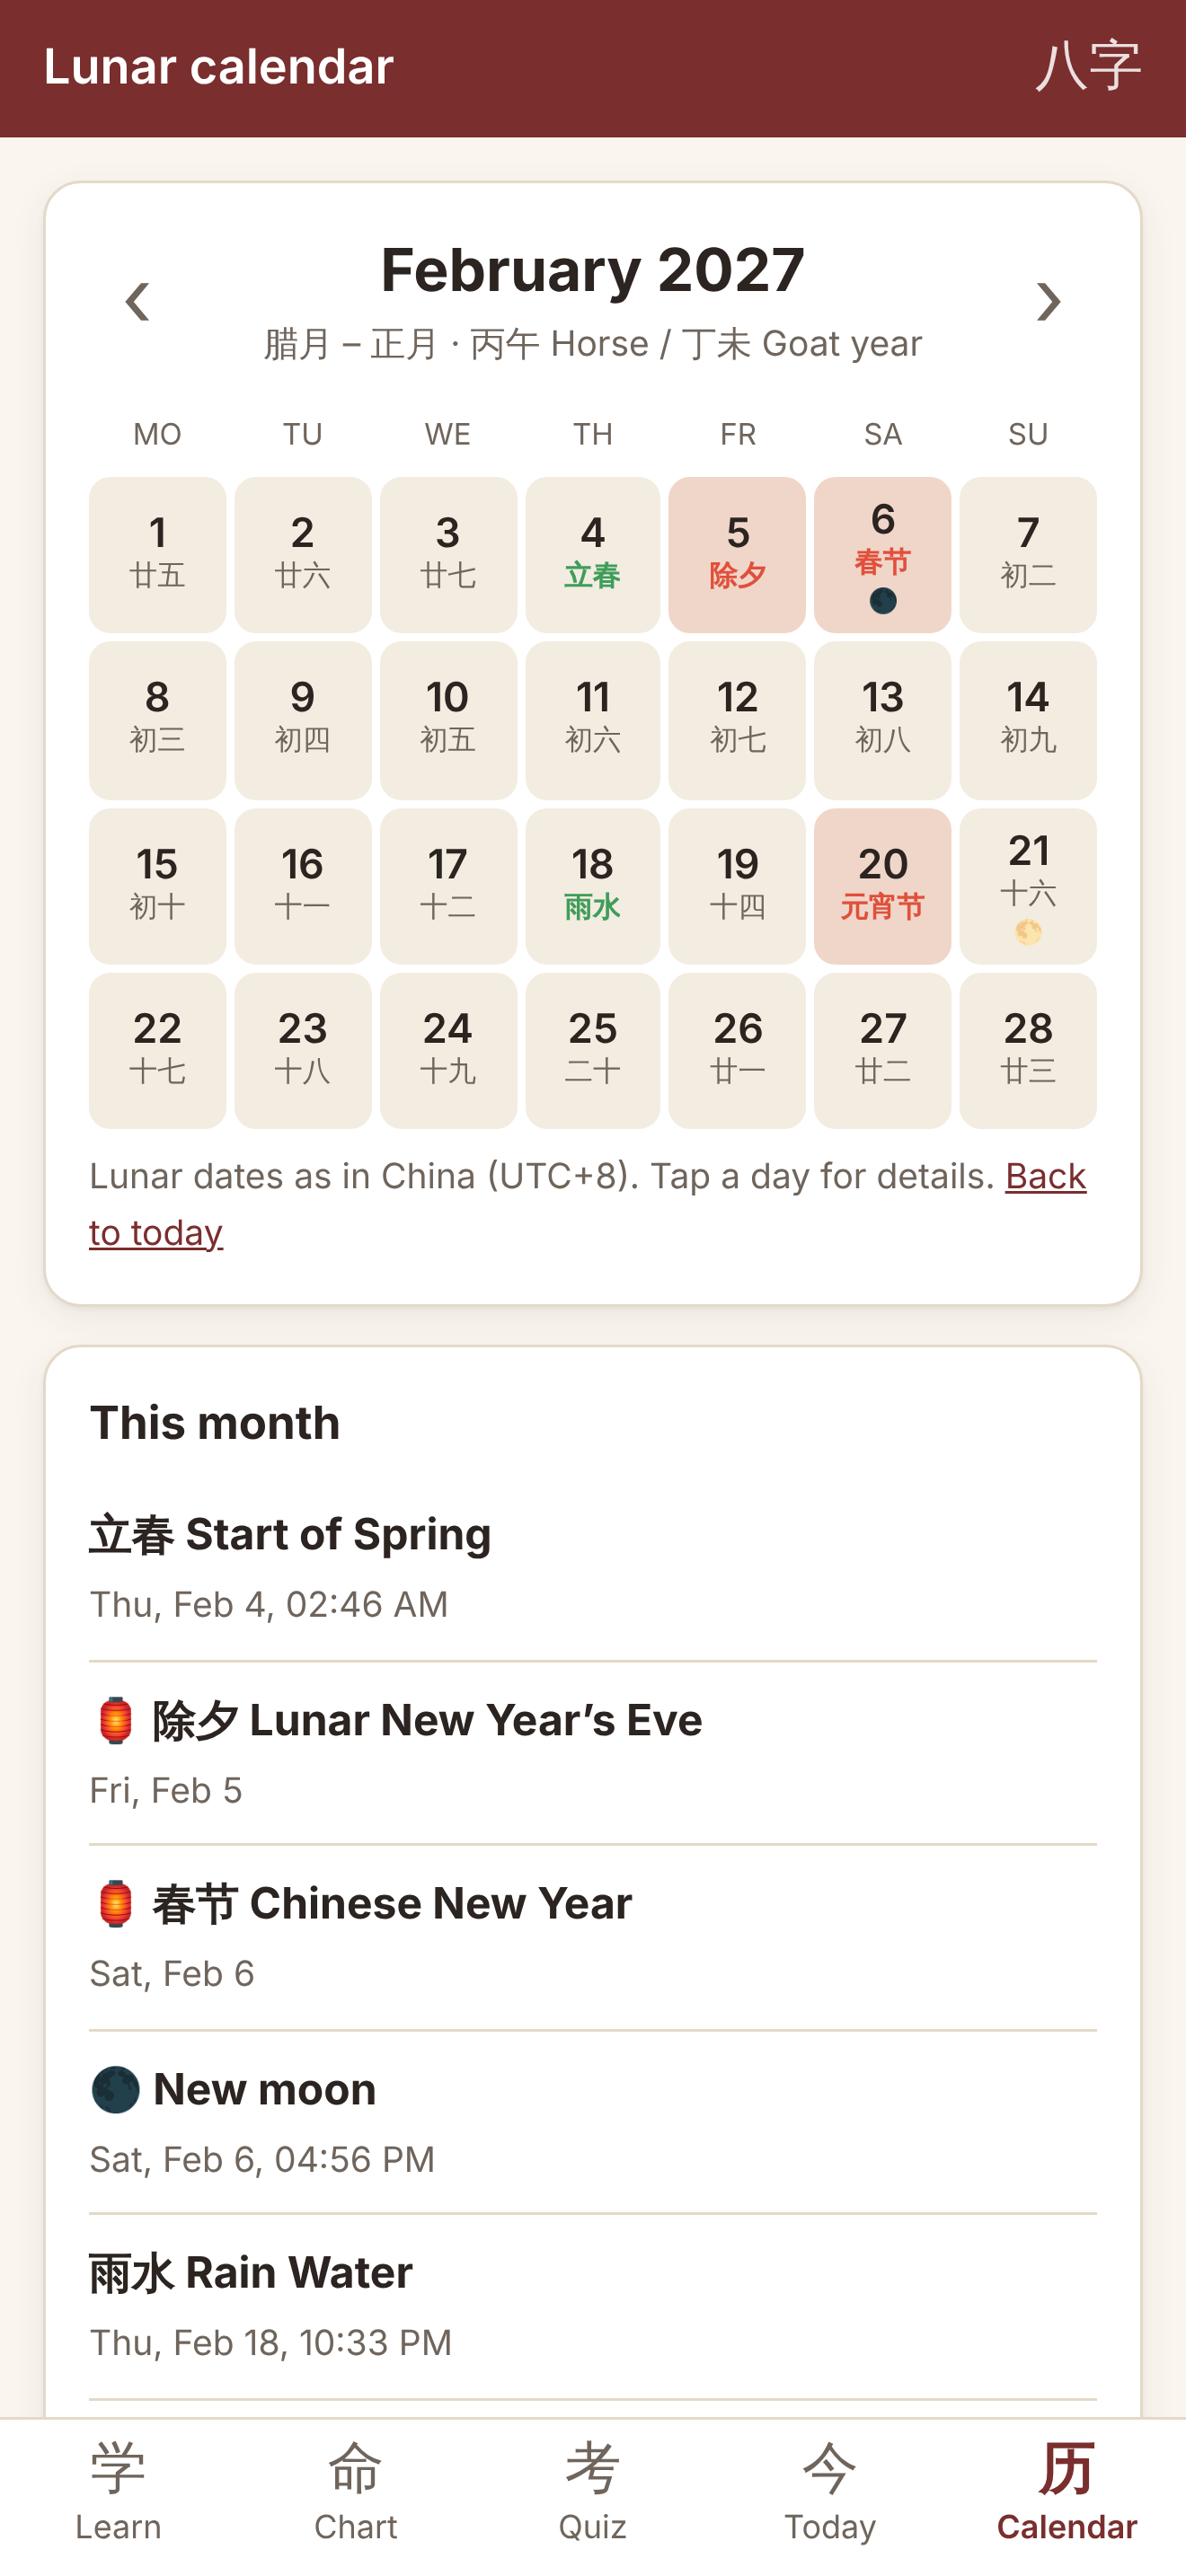 Lunar calendar 八字
‹ February 2027 ›
腊月 – 正月 · 丙午 Horse / 丁未 Goat year
MO TU WE TH FR SA SU
1 2 3 4 5 6 7
廿五 廿六 廿七 立春 除夕 春节 初二
8 9 10 11 12 13 14
初三 初四 初五 初六 初七 初八 初九
15 16 17 18 19 20 21
初十 十一 十二 雨水 十四 元宵节 十六
22 23 24 25 26 27 28
十七 十八 十九 二十 廿一 廿二 廿三
Lunar dates as in China (UTC+8). Tap a day for details. Back
to today
This month
立春 Start of Spring
Thu, Feb 4, 02:46 AM
除夕 Lunar New Year’s Eve
Fri, Feb 5
春节 Chinese New Year
Sat, Feb 6
New moon
Sat, Feb 6, 04:56 PM
雨水 Rain Water
Thu, Feb 18, 10:33 PM
学 命 考 今 历
Learn Chart Quiz Today Calendar